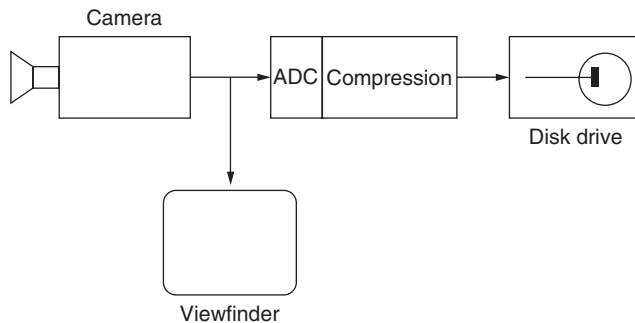 Camera
ADC
Compression
Disk drive
Viewfinder